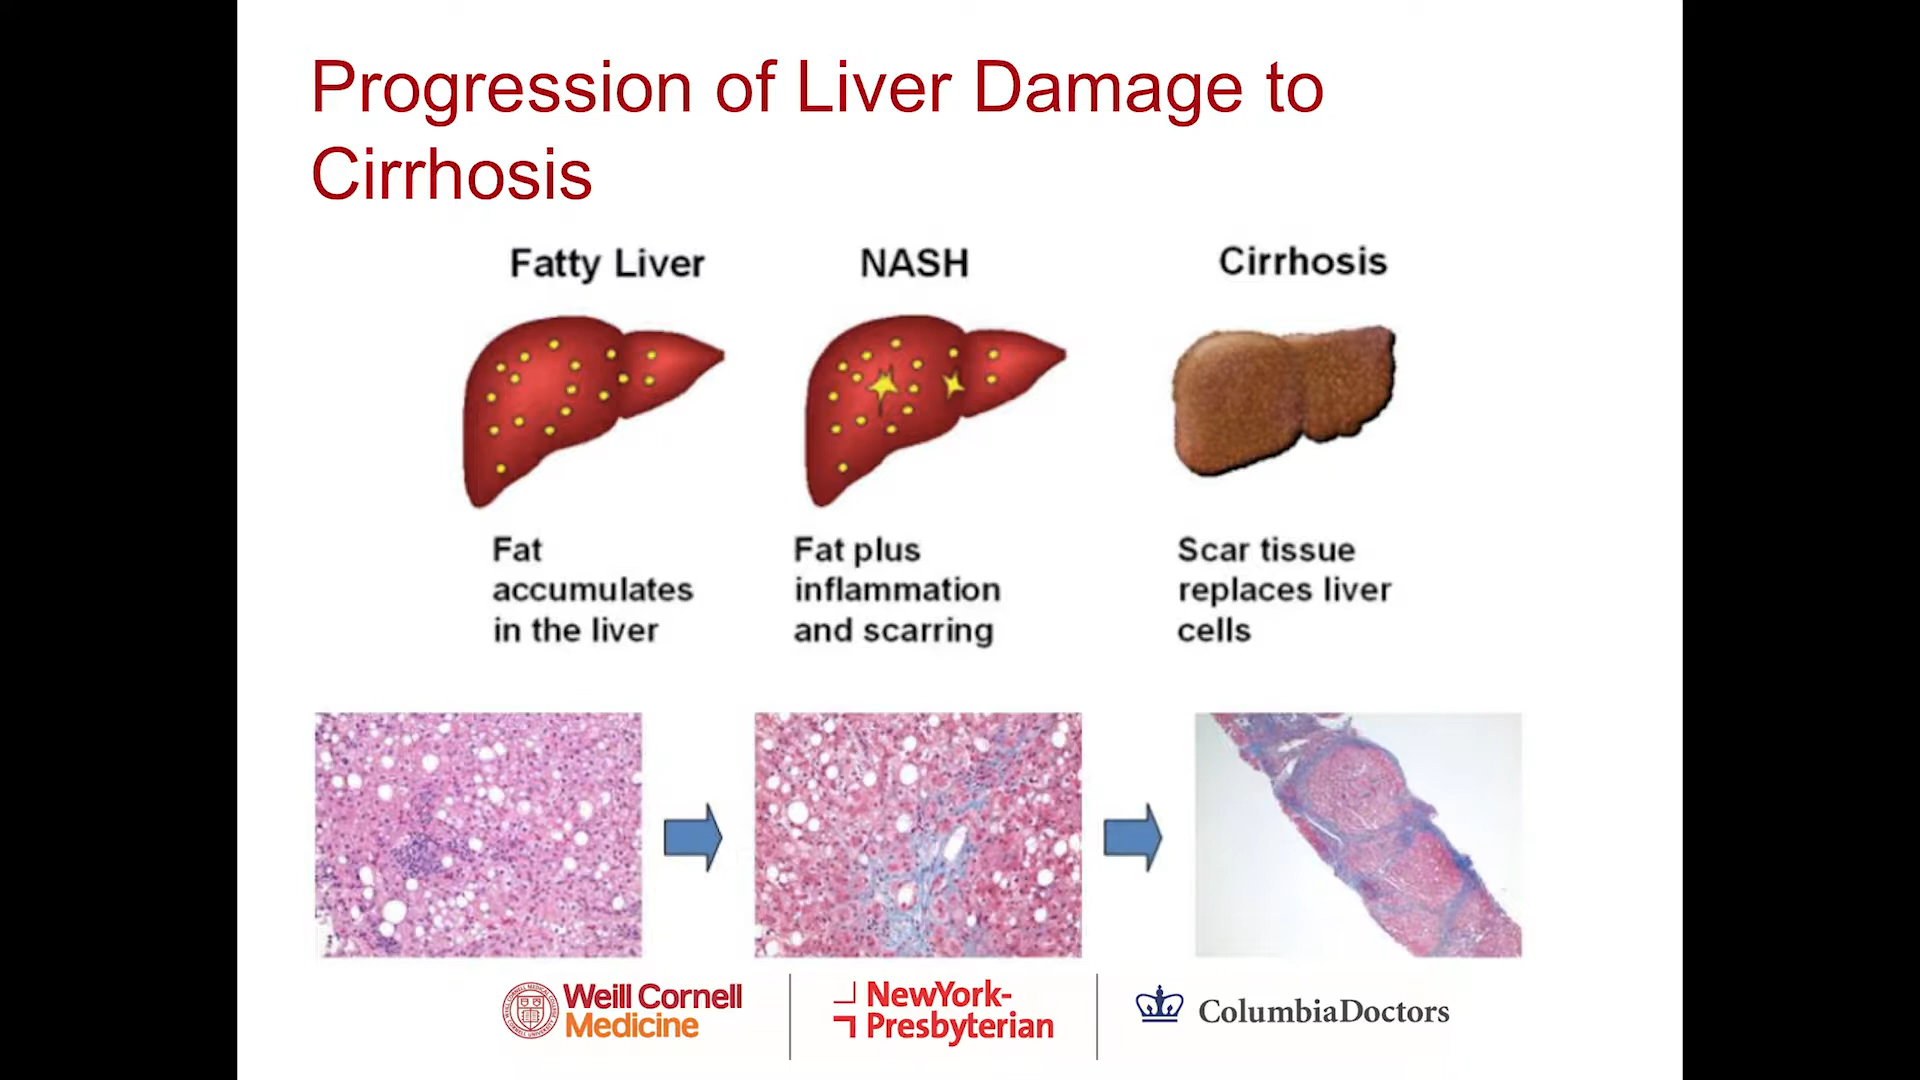 Progression of Liver Damage to
Cirrhosis
Fatty Liver
NASH
Cirrhosis
Fat
accumulates
in the liver
Fat plus
inflammation
and scarring
Scar tissue
replaces liver
cells
Weill Cornell
Medicine
NewYork-
Presbyterian
ColumbiaDoctors